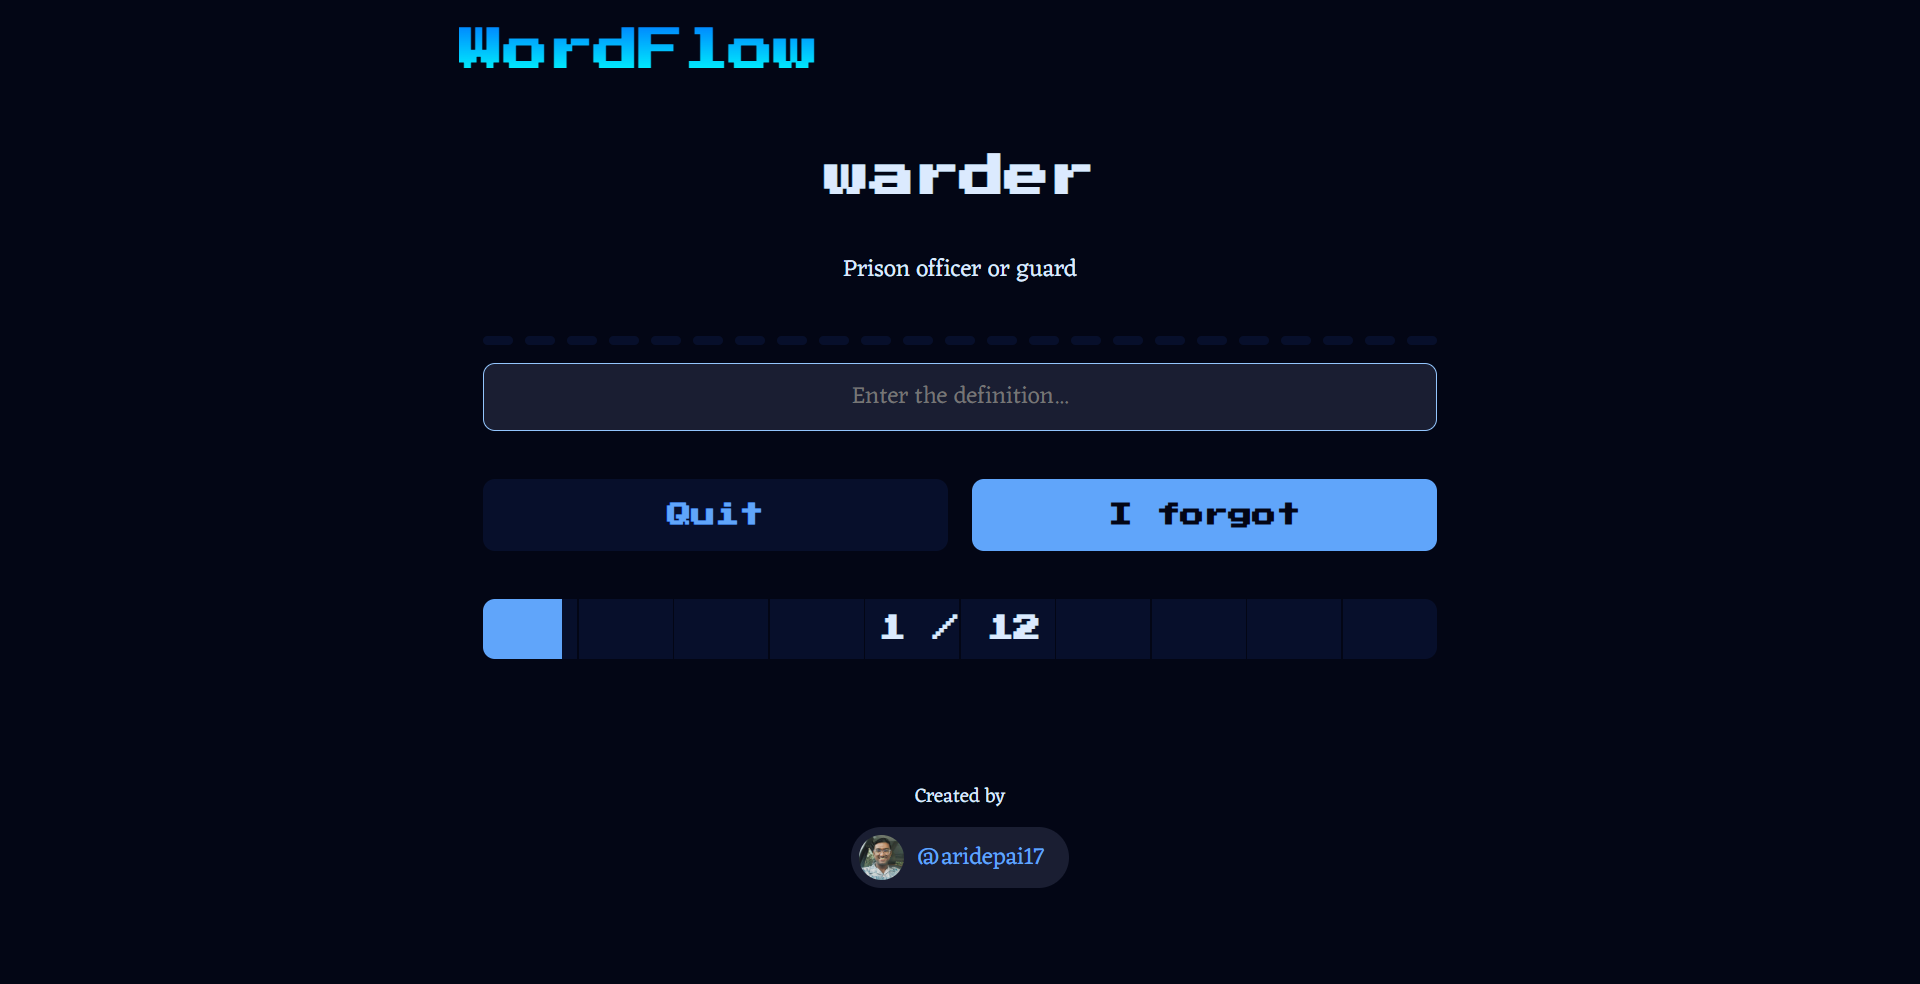 WordFlow
warder
Prison officer or guard
Enter the definition...
Quit
I forgot
1 / 12
Created by
@aridepai17